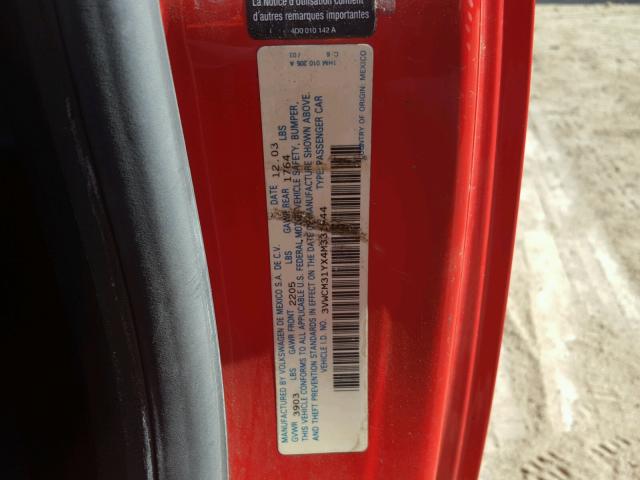 La Notice d'Utilisation contient
d'autres remarques importantes
4D0 010 142 A
MANUFACTURED BY VOLKSWAGEN DE MEXICO S.A. DE C.V. DATE 12.03
GVWR 3903 LBS GAWR FRONT 2205 LBS GAWR REAR 1764 LBS
THIS VEHICLE CONFORMS TO ALL APPLICABLE U.S. FEDERAL MOTOR VEHICLE SAFETY, BUMPER,
AND THEFT PREVENTION STANDARDS IN EFFECT ON THE DATE OF MANUFACTURE SHOWN ABOVE.
VEHICLE I.D. NO.: TYPE: PASSENGER CAR
COUNTRY OF ORIGIN: MEXICO